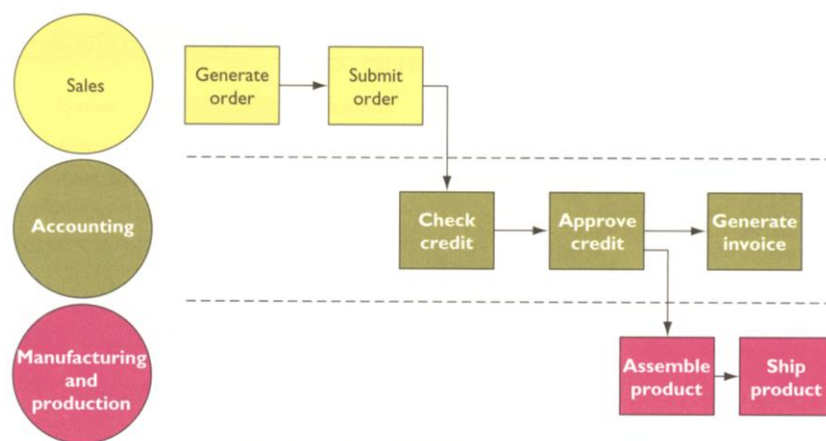 Sales
Generate
order
Submit
order
Accounting
Check
credit
Approve
credit
Generate
invoice
Manufacturing
and
production
Assemble
product
Ship
product